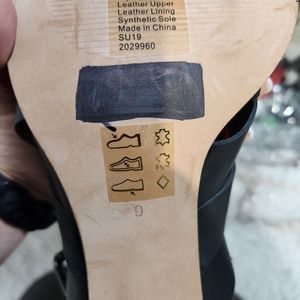 Leather Upper
Leather Lining
Synthetic Sole
Made in China
SU19
2029960
6